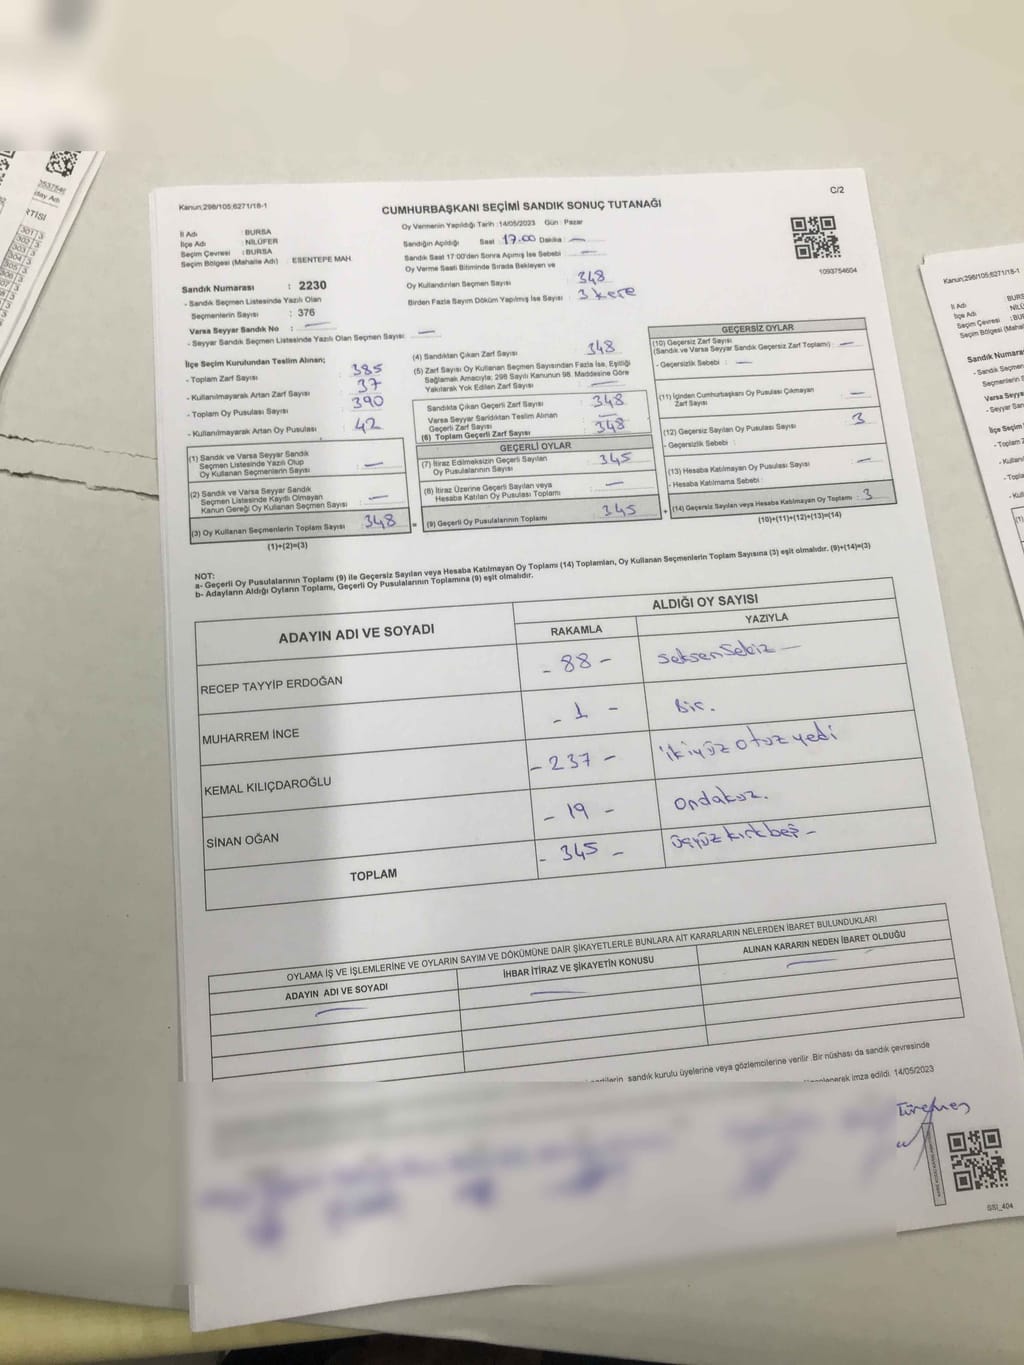 Kanun;298/105;6271/18-1
C/2
CUMHURBAŞKANI SEÇİMİ SANDIK SONUÇ TUTANAĞI
İl Adı : BURSA
İlçe Adı : NİLÜFER
Seçim Çevresi : BURSA
Seçim Bölgesi (Mahalle Adı) : ESENTEPE MAH.
Oy Vermenin Yapıldığı Tarih : 14/05/2023 Gün : Pazar
Sandığın Açıldığı Saat 17.00 Dakika —
Sandık Saat 17:00'den Sonra Açımış İse Sebebi —
Oy Verme Saati Bitiminde Sırada Bekleyen ve
Oy Kullandırılan Seçmen Sayısı : 348
Birden Fazla Sayım Döküm Yapılmış İse Sayısı : 3 kere
1093754604
Sandık Numarası : 2230
- Sandık Seçmen Listesinde Yazılı Olan
Seçmenlerin Sayısı : 376
Varsa Seyyar Sandık No : —
- Seyyar Sandık Seçmen Listesinde Yazılı Olan Seçmen Sayısı : —
İlçe Seçim Kurulundan Teslim Alınan;
- Toplam Zarf Sayısı : 385
- Kullanılmayarak Artan Zarf Sayısı : 37
- Toplam Oy Pusulası Sayısı : 390
- Kullanılmayarak Artan Oy Pusulası : 42
(1) Sandık ve Varsa Seyyar Sandık
Seçmen Listesinde Yazılı Olup
Oy Kullanan Seçmenlerin Sayısı : —
(2) Sandık ve Varsa Seyyar Sandık
Seçmen Listesinde Kayıtlı Olmayan
Kanun Gereği Oy Kullanan Seçmen Sayısı : —
(3) Oy Kullanan Seçmenlerin Toplam Sayısı : 348
(1)+(2)=(3)
(4) Sandıktan Çıkan Zarf Sayısı : 348
(5) Zarf Sayısı Oy Kullanan Seçmen Sayısından Fazla İse, Eşitliği
Sağlamak Amacıyla; 298 Sayılı Kanunun 98. Maddesine Göre
Yakılarak Yok Edilen Zarf Sayısı : —
Sandıkta Çıkan Geçerli Zarf Sayısı : 348
Varsa Seyyar Sandıktan Teslim Alınan
Geçerli Zarf Sayısı : —
(6) Toplam Geçerli Zarf Sayısı : 348
GEÇERLİ OYLAR
(7) İtiraz Edilmeksizin Geçerli Sayılan
Oy Pusulalarının Sayısı : 345
(8) İtiraz Üzerine Geçerli Sayılan veya
Hesaba Katılan Oy Pusulası Toplamı : —
= (9) Geçerli Oy Pusulalarının Toplamı : 345
GEÇERSİZ OYLAR
(10) Geçersiz Zarf Sayısı
(Sandık ve Varsa Seyyar Sandık Geçersiz Zarf Toplamı) : —
- Geçersizlik Sebebi : —
(11) İçinden Cumhurbaşkanı Oy Pusulası Çıkmayan
Zarf Sayısı : —
(12) Geçersiz Sayılan Oy Pusulası Sayısı : 3
- Geçersizlik Sebebi :
(13) Hesaba Katılmayan Oy Pusulası Sayısı : —
- Hesaba Katılmama Sebebi :
+ (14) Geçersiz Sayılan veya Hesaba Katılmayan Oy Toplamı : 3
(10)+(11)+(12)+(13)=(14)
NOT:
a- Geçerli Oy Pusulalarının Toplamı (9) ile Geçersiz Sayılan veya Hesaba Katılmayan Oy Toplamı (14) Toplamları, Oy Kullanan Seçmenlerin Toplam Sayısına (3) eşit olmalıdır. (9)+(14)=(3)
b- Adayların Aldığı Oyların Toplamı, Geçerli Oy Pusulalarının Toplamına (9) eşit olmalıdır.
ADAYIN ADI VE SOYADI
ALDIĞI OY SAYISI
RAKAMLA YAZIYLA
RECEP TAYYİP ERDOĞAN - 88 - seksensekiz —
MUHARREM İNCE - 1 - bir.
KEMAL KILIÇDAROĞLU - 237 - ikiyüz otuz yedi
SİNAN OĞAN - 19 - ondokuz.
TOPLAM - 345 - üçyüz kırkbeş -
OYLAMA İŞ VE İŞLEMLERİNE VE OYLARIN SAYIM VE DÖKÜMÜNE DAİR ŞİKAYETLERLE BUNLARA AİT KARARLARIN NELERDEN İBARET BULUNDUKLARI
ADAYIN ADI VE SOYADI
İHBAR İTİRAZ VE ŞİKAYETİN KONUSU
ALINAN KARARIN NEDEN İBARET OLDUĞU
sandık kurulu üyelerine veya gözlemcilerine verilir. Bir nüshası da sandık çevresinde
imza edildi. 14/05/2023
SSI_404
Kanun;298/105;6271/18-1
İl Adı
İlçe Adı
Seçim Çevresi
Seçim Bölgesi (Mahalle